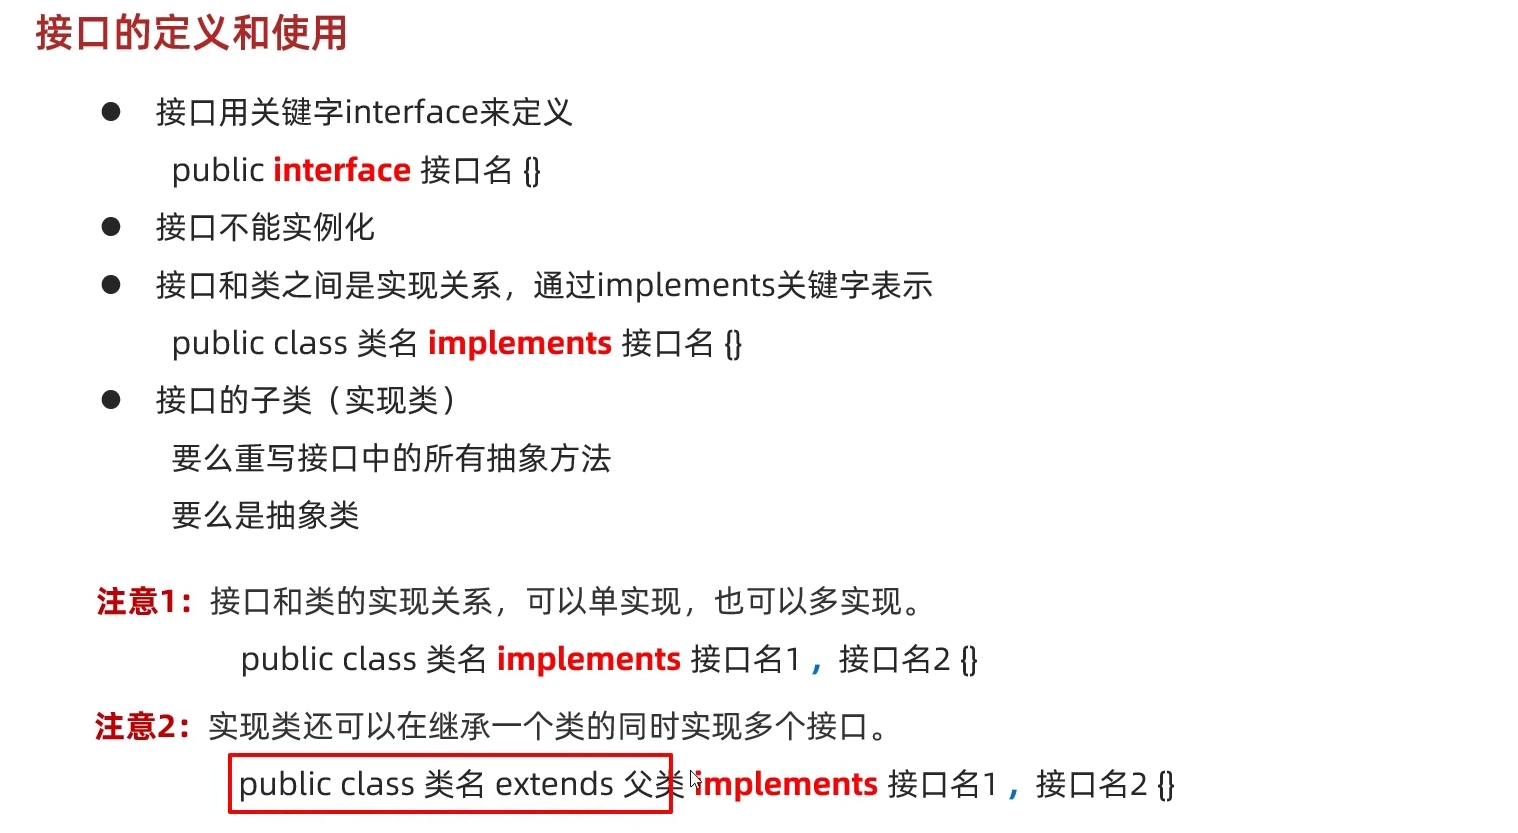 接口的定义和使用
● 接口用关键字interface来定义
public interface 接口名 {}
● 接口不能实例化
● 接口和类之间是实现关系，通过implements关键字表示
public class 类名 implements 接口名 {}
● 接口的子类（实现类）
要么重写接口中的所有抽象方法
要么是抽象类
注意1：接口和类的实现关系，可以单实现，也可以多实现。
public class 类名 implements 接口名1 ，接口名2 {}
注意2：实现类还可以在继承一个类的同时实现多个接口。
public class 类名 extends 父类 implements 接口名1 ，接口名2 {}